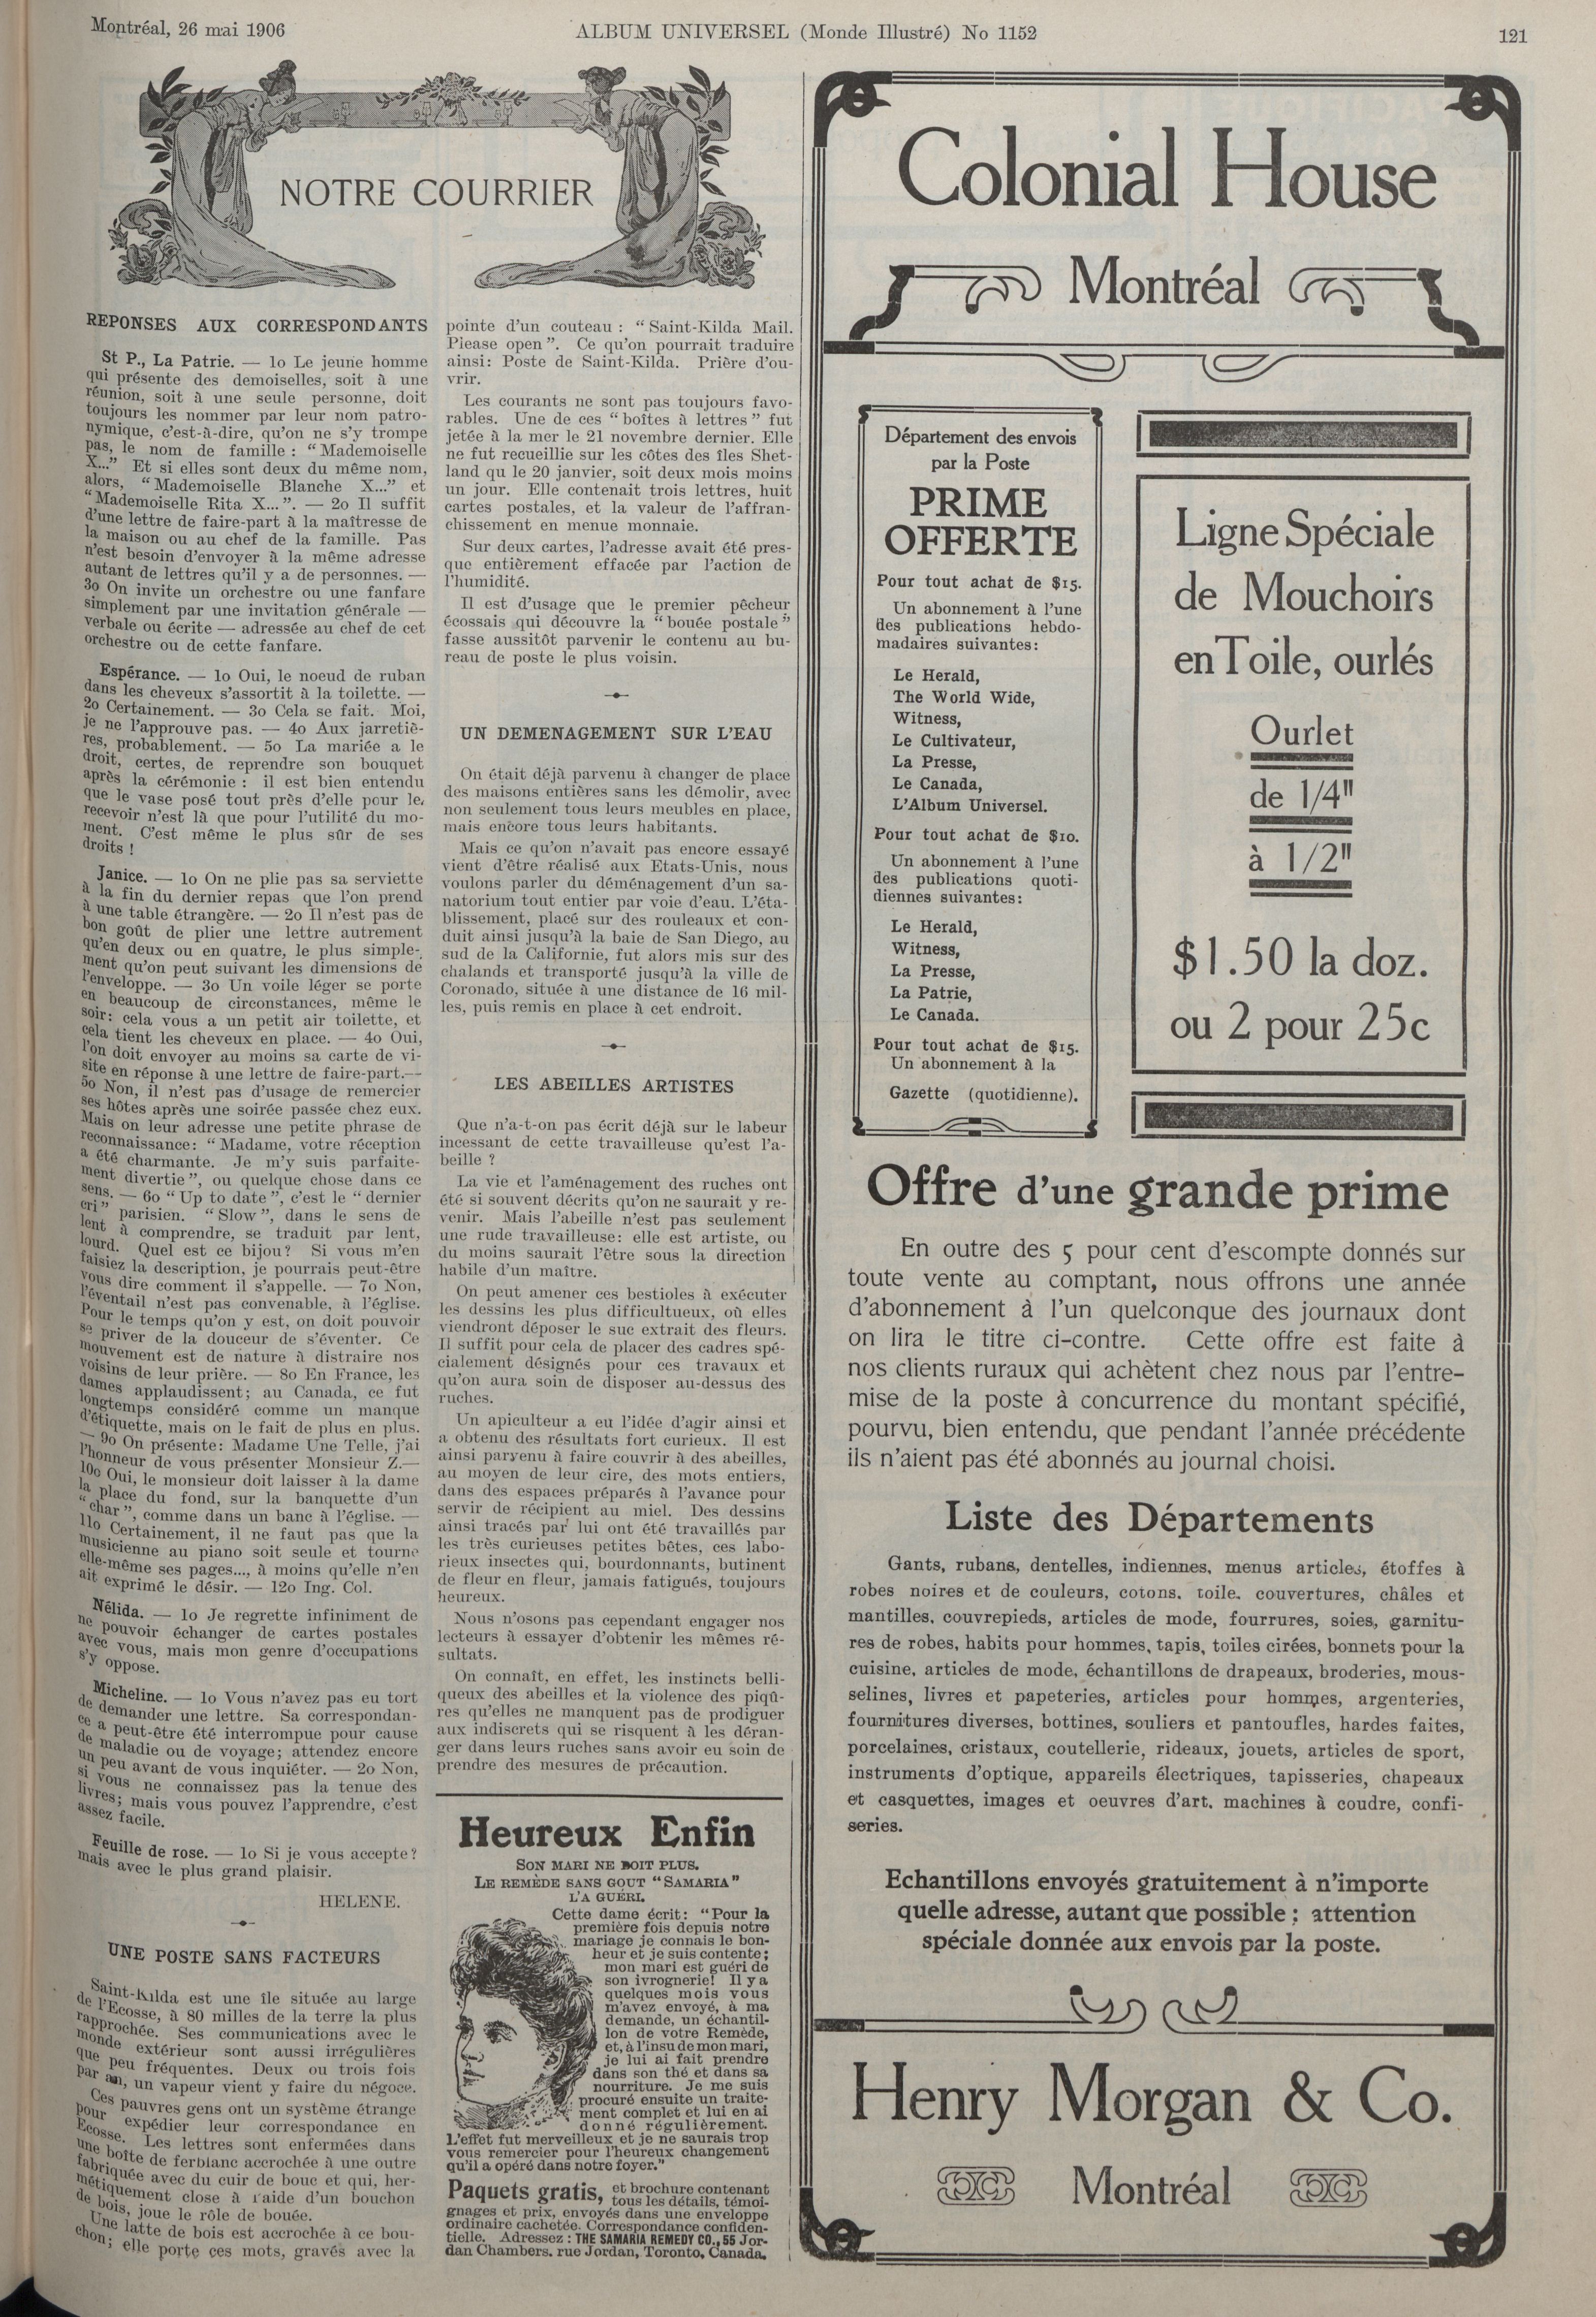 Montréal, 26 mai 1906
ALBUM UNIVERSEL (Monde Illustré) No 1152
121
NOTRE COURRIER
REPONSES AUX CORRESPONDANTS
St P., La Patrie. — 1o Le jeune homme
qui présente des demoiselles, soit à une
réunion, soit à une seule personne, doit
toujours les nommer par leur nom patro-
nymique, c'est-à-dire, qu'on ne s'y trompe
pas, le nom de famille : "Mademoiselle
X..." Et si elles sont deux du même nom,
alors, "Mademoiselle Blanche X..." et
"Mademoiselle Rita X...". — 2o Il suffit
d'une lettre de faire-part à la maîtresse de
la maison ou au chef de la famille. Pas
n'est besoin d'envoyer à la même adresse
autant de lettres qu'il y a de personnes. —
3o On invite un orchestre ou une fanfare
simplement par une invitation générale —
verbale ou écrite — adressée au chef de cet
orchestre ou de cette fanfare.
Espérance. — 1o Oui, le noeud de ruban
dans les cheveux s'assortit à la toilette. —
2o Certainement. — 3o Cela se fait. Moi,
je ne l'approuve pas. — 4o Aux jarretiè-
res, probablement. — 5o La mariée a le
droit, certes, de reprendre son bouquet
après la cérémonie : il est bien entendu
que le vase posé tout près d'elle pour le
recevoir n'est là que pour l'utilité du mo-
ment. C'est même le plus sûr de ses
droits !
Janice. — 1o On ne plie pas sa serviette
à la fin du dernier repas que l'on prend
à une table étrangère. — 2o Il n'est pas de
bon goût de plier une lettre autrement
qu'en deux ou en quatre, le plus simple-
ment qu'on peut suivant les dimensions de
l'enveloppe. — 3o Un voile léger se porte
en beaucoup de circonstances, même le
soir: cela vous a un petit air toilette, et
cela tient les cheveux en place. — 4o Oui,
l'on doit envoyer au moins sa carte de vi-
site en réponse à une lettre de faire-part.—
5o Non, il n'est pas d'usage de remercier
ses hôtes après une soirée passée chez eux.
Mais on leur adresse une petite phrase de
reconnaissance: "Madame, votre réception
a été charmante. Je m'y suis parfaite-
ment divertie", ou quelque chose dans ce
sens. — 6o "Up to date", c'est le "dernier
cri" parisien. "Slow", dans le sens de
lent à comprendre, se traduit par lent,
lourd. Quel est ce bijou? Si vous m'en
faisiez la description, je pourrais peut-être
vous dire comment il s'appelle. — 7o Non,
l'éventail n'est pas convenable, à l'église.
Pour le temps qu'on y est, on doit pouvoir
se priver de la douceur de s'éventer. Ce
mouvement est de nature à distraire nos
voisins de leur prière. — 8o En France, les
dames applaudissent; au Canada, ce fut
longtemps considéré comme un manque
d'étiquette, mais on le fait de plus en plus.
— 9o On présente: Madame Une Telle, j'ai
l'honneur de vous présenter Monsieur Z.—
10o Oui, le monsieur doit laisser à la dame
la place du fond, sur la banquette d'un
"char", comme dans un banc à l'église. —
11o Certainement, il ne faut pas que la
musicienne au piano soit seule et tourne
elle-même ses pages..., à moins qu'elle n'en
ait exprimé le désir. — 12o Ing. Col.
Nélida. — 1o Je regrette infiniment de
ne pouvoir échanger de cartes postales
avec vous, mais mon genre d'occupations
s'y oppose.
Micheline. — 1o Vous n'avez pas eu tort
de demander une lettre. Sa correspondan-
ce a peut-être été interrompue pour cause
de maladie ou de voyage; attendez encore
un peu avant de vous inquiéter. — 2o Non,
si vous ne connaissez pas la tenue des
livres; mais vous pouvez l'apprendre, c'est
assez facile.
Feuille de rose. — 1o Si je vous accepte?
mais avec le plus grand plaisir.
HELENE.
UNE POSTE SANS FACTEURS
Saint-Kilda est une île située au large
de l'Ecosse, à 80 milles de la terre la plus
rapprochée. Ses communications avec le
monde extérieur sont aussi irrégulières
que peu fréquentes. Deux ou trois fois
par an, un vapeur vient y faire du négoce.
Ces pauvres gens ont un système étrange
pour expédier leur correspondance en
Ecosse. Les lettres sont enfermées dans
une boîte de ferblanc accrochée à une outre
fabriquée avec du cuir de bouc et qui, her-
métiquement close à l'aide d'un bouchon
de bois, joue le rôle de bouée.
Une latte de bois est accrochée à ce bou-
chon; elle porte ces mots, gravés avec la
pointe d'un couteau : "Saint-Kilda Mail.
Please open". Ce qu'on pourrait traduire
ainsi: Poste de Saint-Kilda. Prière d'ou-
vrir.
Les courants ne sont pas toujours favo-
rables. Une de ces "boîtes à lettres" fut
jetée à la mer le 21 novembre dernier. Elle
ne fut recueillie sur les côtes des îles Shet-
land qu le 20 janvier, soit deux mois moins
un jour. Elle contenait trois lettres, huit
cartes postales, et la valeur de l'affran-
chissement en menue monnaie.
Sur deux cartes, l'adresse avait été pres-
que entièrement effacée par l'action de
l'humidité.
Il est d'usage que le premier pêcheur
écossais qui découvre la "bouée postale"
fasse aussitôt parvenir le contenu au bu-
reau de poste le plus voisin.
UN DEMENAGEMENT SUR L'EAU
On était déjà parvenu à changer de place
des maisons entières sans les démolir, avec
non seulement tous leurs meubles en place,
mais encore tous leurs habitants.
Mais ce qu'on n'avait pas encore essayé
vient d'être réalisé aux Etats-Unis, nous
voulons parler du déménagement d'un sa-
natorium tout entier par voie d'eau. L'éta-
blissement, placé sur des rouleaux et con-
duit ainsi jusqu'à la baie de San Diego, au
sud de la Californie, fut alors mis sur des
chalands et transporté jusqu'à la ville de
Coronado, située à une distance de 16 mil-
les, puis remis en place à cet endroit.
LES ABEILLES ARTISTES
Que n'a-t-on pas écrit déjà sur le labeur
incessant de cette travailleuse qu'est l'a-
beille ?
La vie et l'aménagement des ruches ont
été si souvent décrits qu'on ne saurait y re-
venir. Mais l'abeille n'est pas seulement
une rude travailleuse: elle est artiste, ou
du moins saurait l'être sous la direction
habile d'un maître.
On peut amener ces bestioles à exécuter
les dessins les plus difficultueux, où elles
viendront déposer le suc extrait des fleurs.
Il suffit pour cela de placer des cadres spé-
cialement désignés pour ces travaux et
qu'on aura soin de disposer au-dessus des
ruches.
Un apiculteur a eu l'idée d'agir ainsi et
a obtenu des résultats fort curieux. Il est
ainsi parvenu à faire couvrir à des abeilles,
au moyen de leur cire, des mots entiers,
dans des espaces préparés à l'avance pour
servir de récipient au miel. Des dessins
ainsi tracés par lui ont été travaillés par
les très curieuses petites bêtes, ces labo-
rieux insectes qui, bourdonnants, butinent
de fleur en fleur, jamais fatigués, toujours
heureux.
Nous n'osons pas cependant engager nos
lecteurs à essayer d'obtenir les mêmes ré-
sultats.
On connaît, en effet, les instincts belli-
queux des abeilles et la violence des piqû-
res qu'elles ne manquent pas de prodiguer
aux indiscrets qui se risquent à les déran-
ger dans leurs ruches sans avoir eu soin de
prendre des mesures de précaution.
Heureux Enfin
SON MARI NE BOIT PLUS.
LE REMÈDE SANS GOUT "SAMARIA"
L'A GUÉRI.
Cette dame écrit: "Pour la
première fois depuis notre
mariage je connais le bon-
heur et je suis contente;
mon mari est guéri de
son ivrognerie! Il y a
quelques mois vous
m'avez envoyé, à ma
demande, un échantil-
lon de votre Remède,
et, à l'insu de mon mari,
je lui ai fait prendre
dans son thé et dans sa
nourriture. Je me suis
procuré ensuite un traite-
ment complet et lui en ai
donné régulièrement.
L'effet fut merveilleux et je ne saurais trop
vous remercier pour l'heureux changement
qu'il a opéré dans notre foyer."
Paquets gratis, et brochure contenant
tous les détails, témoi-
gnages et prix, envoyés dans une enveloppe
ordinaire cachetée. Correspondance confiden-
tielle. Adressez : THE SAMARIA REMEDY CO., 55 Jor-
dan Chambers, rue Jordan, Toronto, Canada.
Colonial House
Montréal
Département des envois
par la Poste
PRIME
OFFERTE
Pour tout achat de $15.
Un abonnement à l'une
des publications hebdo-
madaires suivantes:
Le Herald,
The World Wide,
Witness,
Le Cultivateur,
La Presse,
Le Canada,
L'Album Universel.
Pour tout achat de $10.
Un abonnement à l'une
des publications quoti-
diennes suivantes:
Le Herald,
Witness,
La Presse,
La Patrie,
Le Canada.
Pour tout achat de $15.
Un abonnement à la
Gazette (quotidienne).
Ligne Spéciale
de Mouchoirs
en Toile, ourlés
Ourlet
de 1/4"
à 1/2"
$1.50 la doz.
ou 2 pour 25c
Offre d'une grande prime
En outre des 5 pour cent d'escompte donnés sur
toute vente au comptant, nous offrons une année
d'abonnement à l'un quelconque des journaux dont
on lira le titre ci-contre. Cette offre est faite à
nos clients ruraux qui achètent chez nous par l'entre-
mise de la poste à concurrence du montant spécifié,
pourvu, bien entendu, que pendant l'année précédente
ils n'aient pas été abonnés au journal choisi.
Liste des Départements
Gants, rubans, dentelles, indiennes, menus articles, étoffes à
robes noires et de couleurs, cotons, toile, couvertures, châles et
mantilles, couvrepieds, articles de mode, fourrures, soies, garnitu-
res de robes, habits pour hommes, tapis, toiles cirées, bonnets pour la
cuisine, articles de mode, échantillons de drapeaux, broderies, mous-
selines, livres et papeteries, articles pour hommes, argenteries,
fournitures diverses, bottines, souliers et pantoufles, hardes faites,
porcelaines, cristaux, coutellerie, rideaux, jouets, articles de sport,
instruments d'optique, appareils électriques, tapisseries, chapeaux
et casquettes, images et oeuvres d'art, machines à coudre, confi-
series.
Echantillons envoyés gratuitement à n'importe
quelle adresse, autant que possible ; attention
spéciale donnée aux envois par la poste.
Henry Morgan & Co.
Montréal